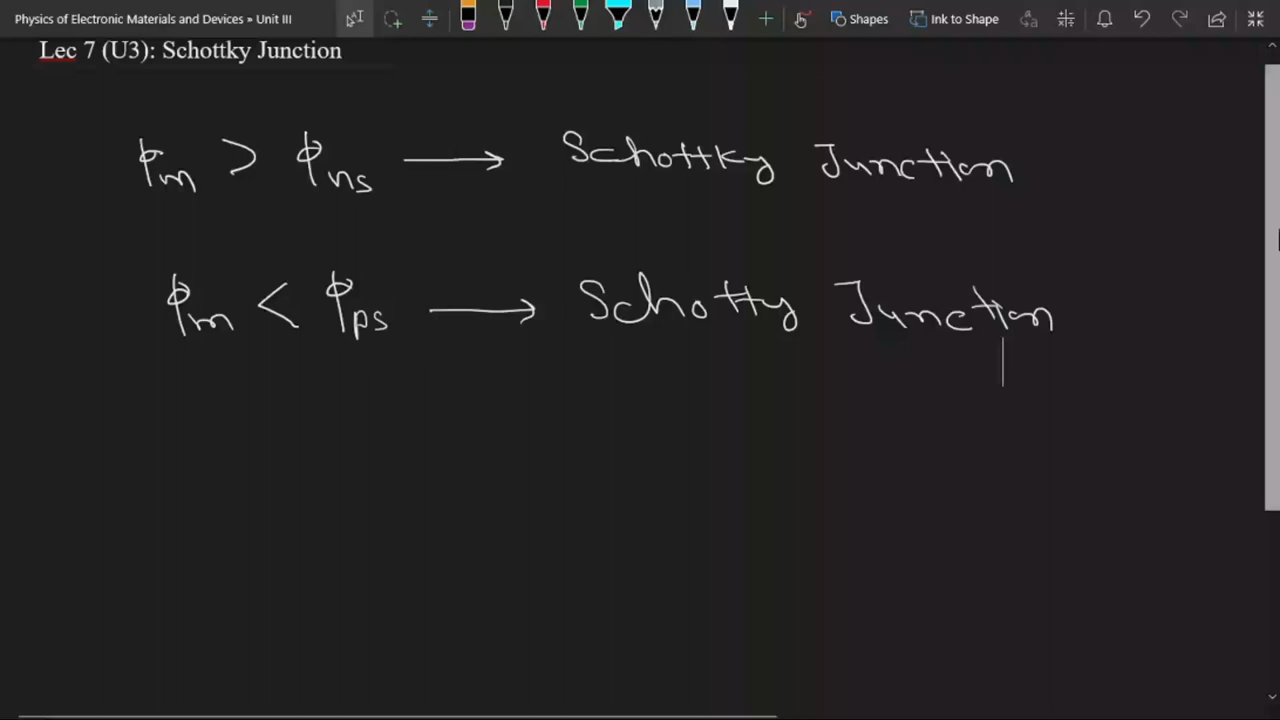 Physics of Electronic Materials and Devices » Unit III
Shapes
Ink to Shape
Lec 7 (U3): Schottky Junction
ϕm > ϕns ⟶ Schottky Junction
ϕm < ϕps ⟶ Schotty Junction